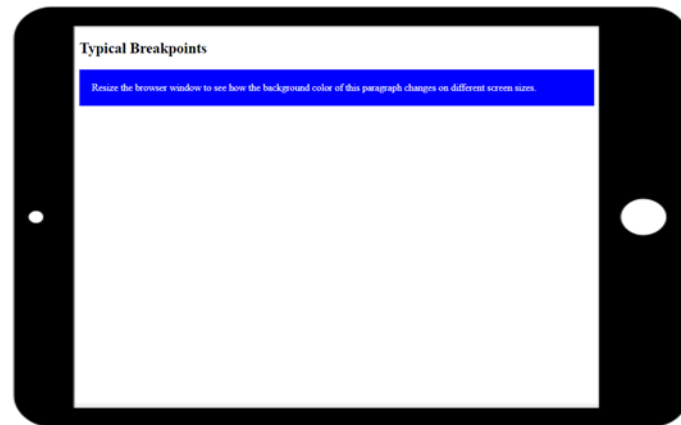 Typical Breakpoints
Resize the browser window to see how the background color of this paragraph changes on different screen sizes.